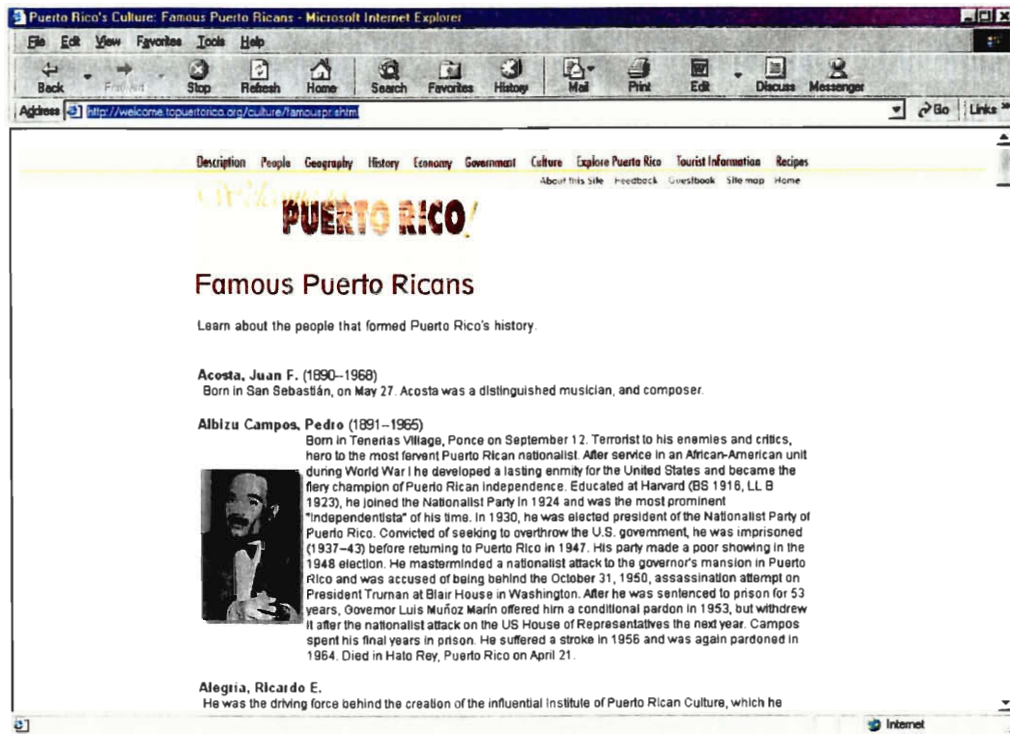 Puerto Rico's Culture: Famous Puerto Ricans - Microsoft Internet Explorer
File Edit View Favorites Tools Help
Back Forward Stop Refresh Home Search Favorites History Mail Print Edit Discuss Messenger
Address http://welcome.topuertorico.org/culture/famouspr.shtml Go Links »
Description People Geography History Economy Government Culture Explore Puerto Rico Tourist Information Recipes
About this Site Feedback Guestbook Site map Home
Welcome to
PUERTO RICO!
Famous Puerto Ricans
Learn about the people that formed Puerto Rico's history.
Acosta, Juan F. (1890–1968)
Born in San Sebastián, on May 27. Acosta was a distinguished musician, and composer.
Albizu Campos, Pedro (1891–1965)
Born in Tenerias Village, Ponce on September 12. Terrorist to his enemies and critics,
hero to the most fervent Puerto Rican nationalist. After service in an African-American unit
during World War I he developed a lasting enmity for the United States and became the
fiery champion of Puerto Rican independence. Educated at Harvard (BS 1916, LL B
1923), he joined the Nationalist Party in 1924 and was the most prominent
"Independentista" of his time. In 1930, he was elected president of the Nationalist Party of
Puerto Rico. Convicted of seeking to overthrow the U.S. government, he was imprisoned
(1937–43) before returning to Puerto Rico in 1947. His party made a poor showing in the
1948 election. He masterminded a nationalist attack to the governor's mansion in Puerto
Rico and was accused of being behind the October 31, 1950, assassination attempt on
President Truman at Blair House in Washington. After he was sentenced to prison for 53
years, Governor Luis Muñoz Marín offered him a conditional pardon in 1953, but withdrew
it after the nationalist attack on the US House of Representatives the next year. Campos
spent his final years in prison. He suffered a stroke in 1956 and was again pardoned in
1964. Died in Hato Rey, Puerto Rico on April 21.
Alegría, Ricardo E.
He was the driving force behind the creation of the influential Institute of Puerto Rican Culture, which he
Internet